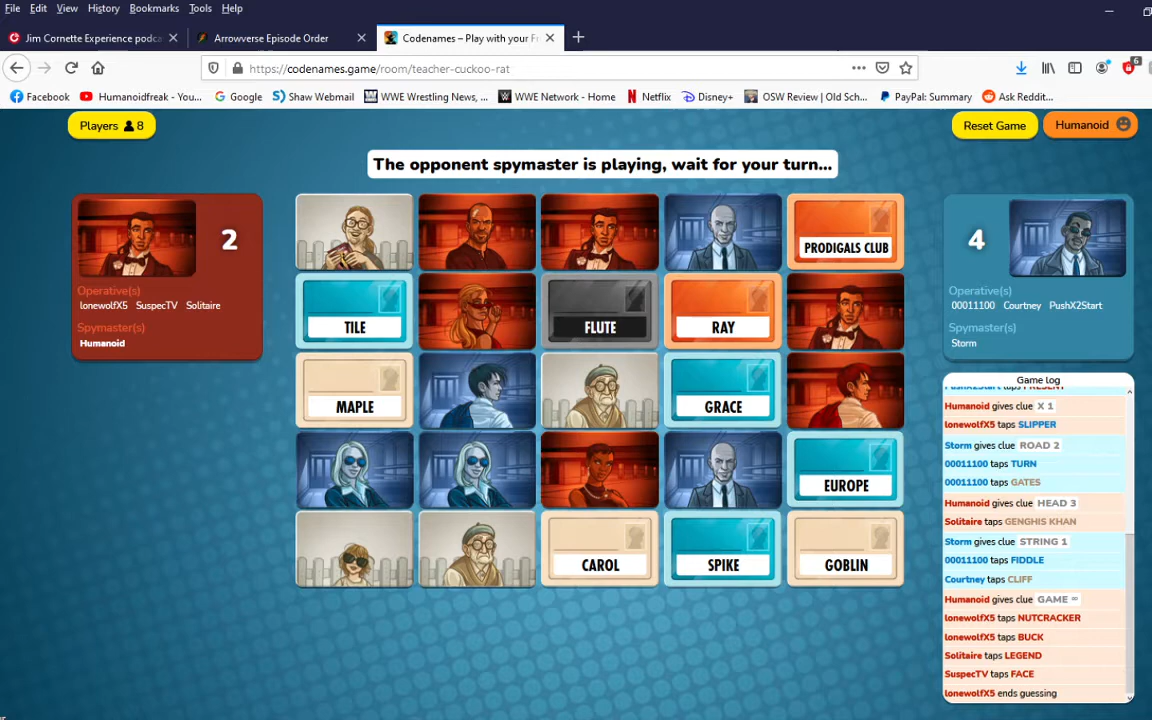 File Edit View History Bookmarks Tools Help
Jim Cornette Experience podca
Arrowverse Episode Order
Codenames – Play with your Fr
https://codenames.game/room/teacher-cuckoo-rat
6
Facebook
Humanoidfreak - You...
Google
Shaw Webmail
WWE Wrestling News, ...
WWE Network - Home
Netflix
Disney+
OSW Review | Old Sch...
PayPal: Summary
Ask Reddit...
Players 8
Reset Game
Humanoid
The opponent spymaster is playing, wait for your turn...
2
Operative(s)
lonewolfX5 SuspecTV Solitaire
Spymaster(s)
Humanoid
PRODIGALS CLUB
TILE
FLUTE
RAY
MAPLE
GRACE
EUROPE
CAROL
SPIKE
GOBLIN
4
Operative(s)
00011100 Courtney PushX2Start
Spymaster(s)
Storm
Game log
PushX2Start taps PRESENT
Humanoid gives clue X 1
lonewolfX5 taps SLIPPER
Storm gives clue ROAD 2
00011100 taps TURN
00011100 taps GATES
Humanoid gives clue HEAD 3
Solitaire taps GENGHIS KHAN
Storm gives clue STRING 1
00011100 taps FIDDLE
Courtney taps CLIFF
Humanoid gives clue GAME ∞
lonewolfX5 taps NUTCRACKER
lonewolfX5 taps BUCK
Solitaire taps LEGEND
SuspecTV taps FACE
lonewolfX5 ends guessing